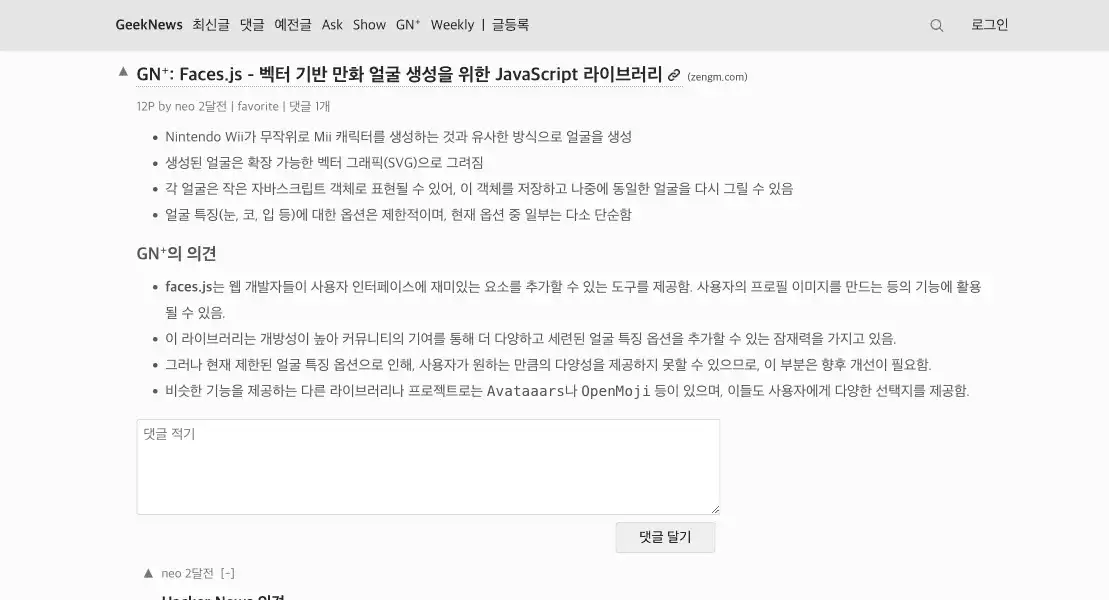 GeekNews 최신글 댓글 예전글 Ask Show GN⁺ Weekly | 글등록 로그인
▲ GN⁺: Faces.js - 벡터 기반 만화 얼굴 생성을 위한 JavaScript 라이브러리 (zengm.com)
12P by neo 2달전 | favorite | 댓글 1개
• Nintendo Wii가 무작위로 Mii 캐릭터를 생성하는 것과 유사한 방식으로 얼굴을 생성
• 생성된 얼굴은 확장 가능한 벡터 그래픽(SVG)으로 그려짐
• 각 얼굴은 작은 자바스크립트 객체로 표현될 수 있어, 이 객체를 저장하고 나중에 동일한 얼굴을 다시 그릴 수 있음
• 얼굴 특징(눈, 코, 입 등)에 대한 옵션은 제한적이며, 현재 옵션 중 일부는 다소 단순함
GN⁺의 의견
• faces.js는 웹 개발자들이 사용자 인터페이스에 재미있는 요소를 추가할 수 있는 도구를 제공함. 사용자의 프로필 이미지를 만드는 등의 기능에 활용
될 수 있음.
• 이 라이브러리는 개방성이 높아 커뮤니티의 기여를 통해 더 다양하고 세련된 얼굴 특징 옵션을 추가할 수 있는 잠재력을 가지고 있음.
• 그러나 현재 제한된 얼굴 특징 옵션으로 인해, 사용자가 원하는 만큼의 다양성을 제공하지 못할 수 있으므로, 이 부분은 향후 개선이 필요함.
• 비슷한 기능을 제공하는 다른 라이브러리나 프로젝트로는 Avataaars나 OpenMoji 등이 있으며, 이들도 사용자에게 다양한 선택지를 제공함.
댓글 적기
댓글 달기
▲ neo 2달전 [-]
Hacker News 의견